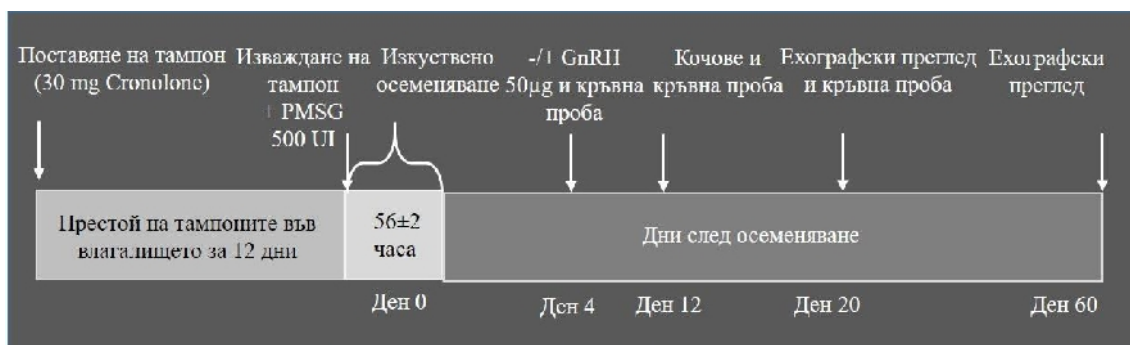 Поставяне на тампон
(30 mg Cronolone)
Изваждане на
тампон
+ PMSG
500 UI
Изкуствено
осеменяване
-/+ GnRH
50µg и кръвна
проба
Кочове и
кръвна проба
Ехографски преглед
и кръвна проба
Ехографски
преглед
Престой на тампоните във
влагалището за 12 дни
56±2
часа
Дни след осеменяване
Ден 0
Ден 4
Ден 12
Ден 20
Ден 60